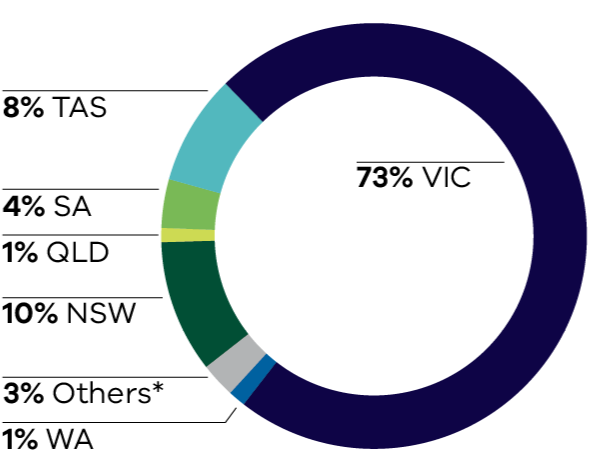 8% TAS
73% VIC
4% SA
1% QLD
10% NSW
3% Others*
1% WA